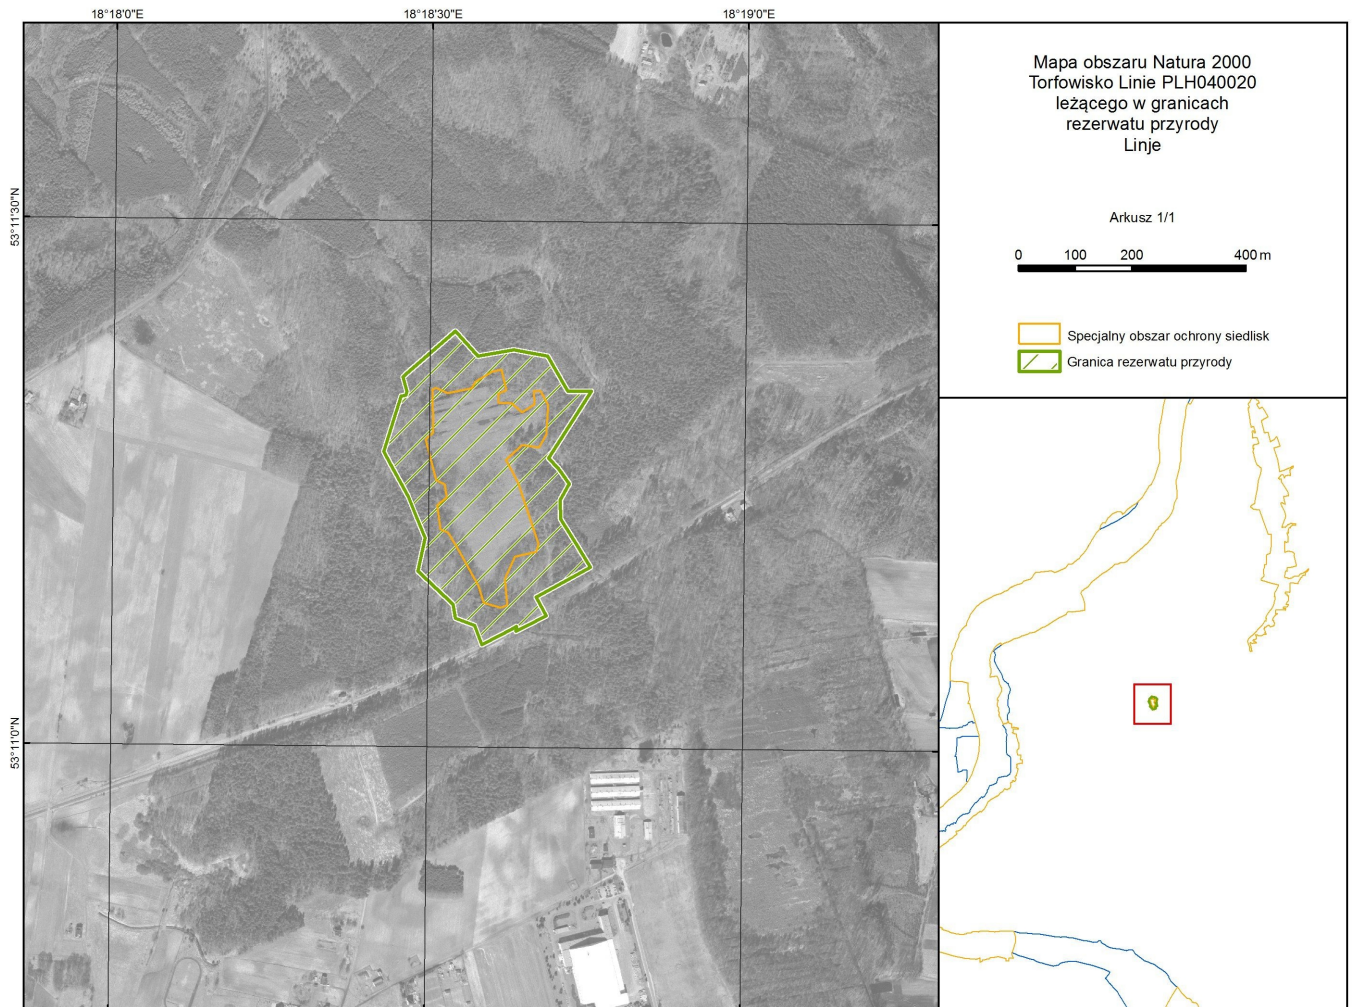 18°18'0"E
18°18'30"E
18°19'0"E
53°11'30"N
53°11'0"N
Mapa obszaru Natura 2000
Torfowisko Linie PLH040020
leżącego w granicach
rezerwatu przyrody
Linje
Arkusz 1/1
0 100 200 400 m
Specjalny obszar ochrony siedlisk
Granica rezerwatu przyrody